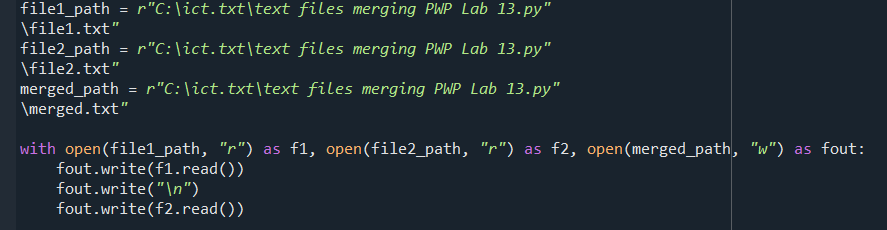 file1_path = r"C:\ict.txt\text files merging PWP Lab 13.py"
\file1.txt"
file2_path = r"C:\ict.txt\text files merging PWP Lab 13.py"
\file2.txt"
merged_path = r"C:\ict.txt\text files merging PWP Lab 13.py"
\merged.txt"
with open(file1_path, "r") as f1, open(file2_path, "r") as f2, open(merged_path, "w") as fout:
    fout.write(f1.read())
    fout.write("\n")
    fout.write(f2.read())